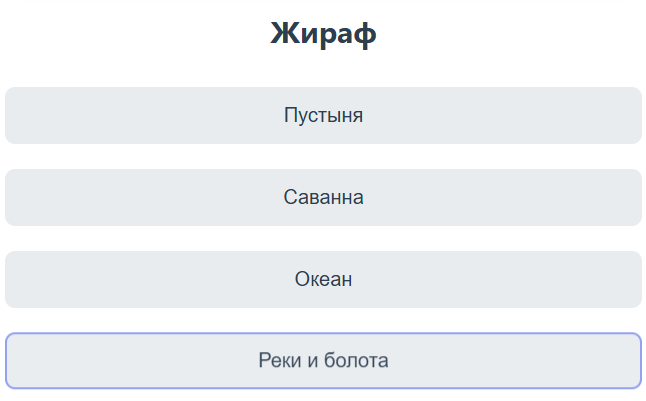 Жираф
Пустыня
Саванна
Океан
Реки и болота